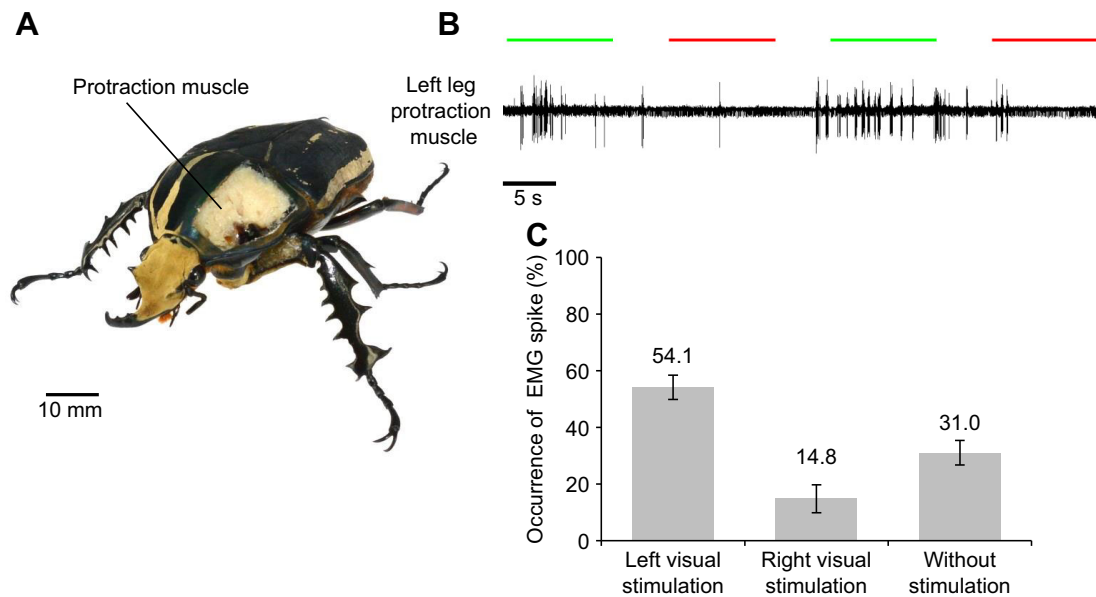 A
Protraction muscle
10 mm
B
Left leg
protraction
muscle
5 s
C
Occurrence of EMG spike (%)
100
80
60
40
20
0
54.1
14.8
31.0
Left visual
stimulation
Right visual
stimulation
Without
stimulation